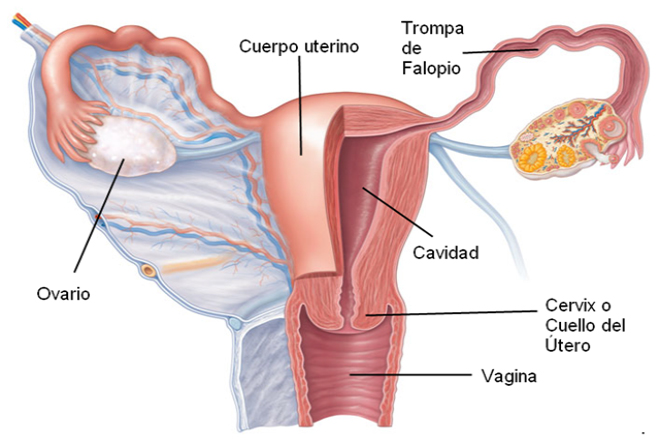 Trompa
de
Falopio
Cuerpo uterino
Cavidad
Ovario
Cervix o
Cuello del
Útero
Vagina